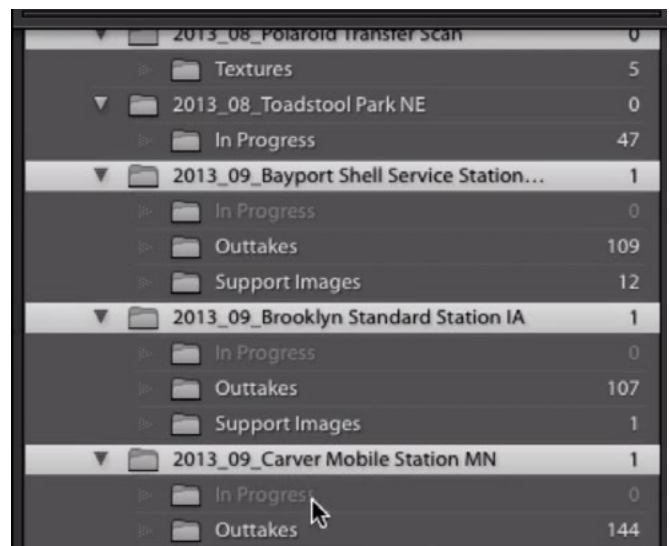 2013_08_Polaroid Transfer Scan 0
Textures 5
2013_08_Toadstool Park NE 0
In Progress 47
2013_09_Bayport Shell Service Station... 1
In Progress 0
Outtakes 109
Support Images 12
2013_09_Brooklyn Standard Station IA 1
In Progress 0
Outtakes 107
Support Images 1
2013_09_Carver Mobile Station MN 1
In Progress 0
Outtakes 144